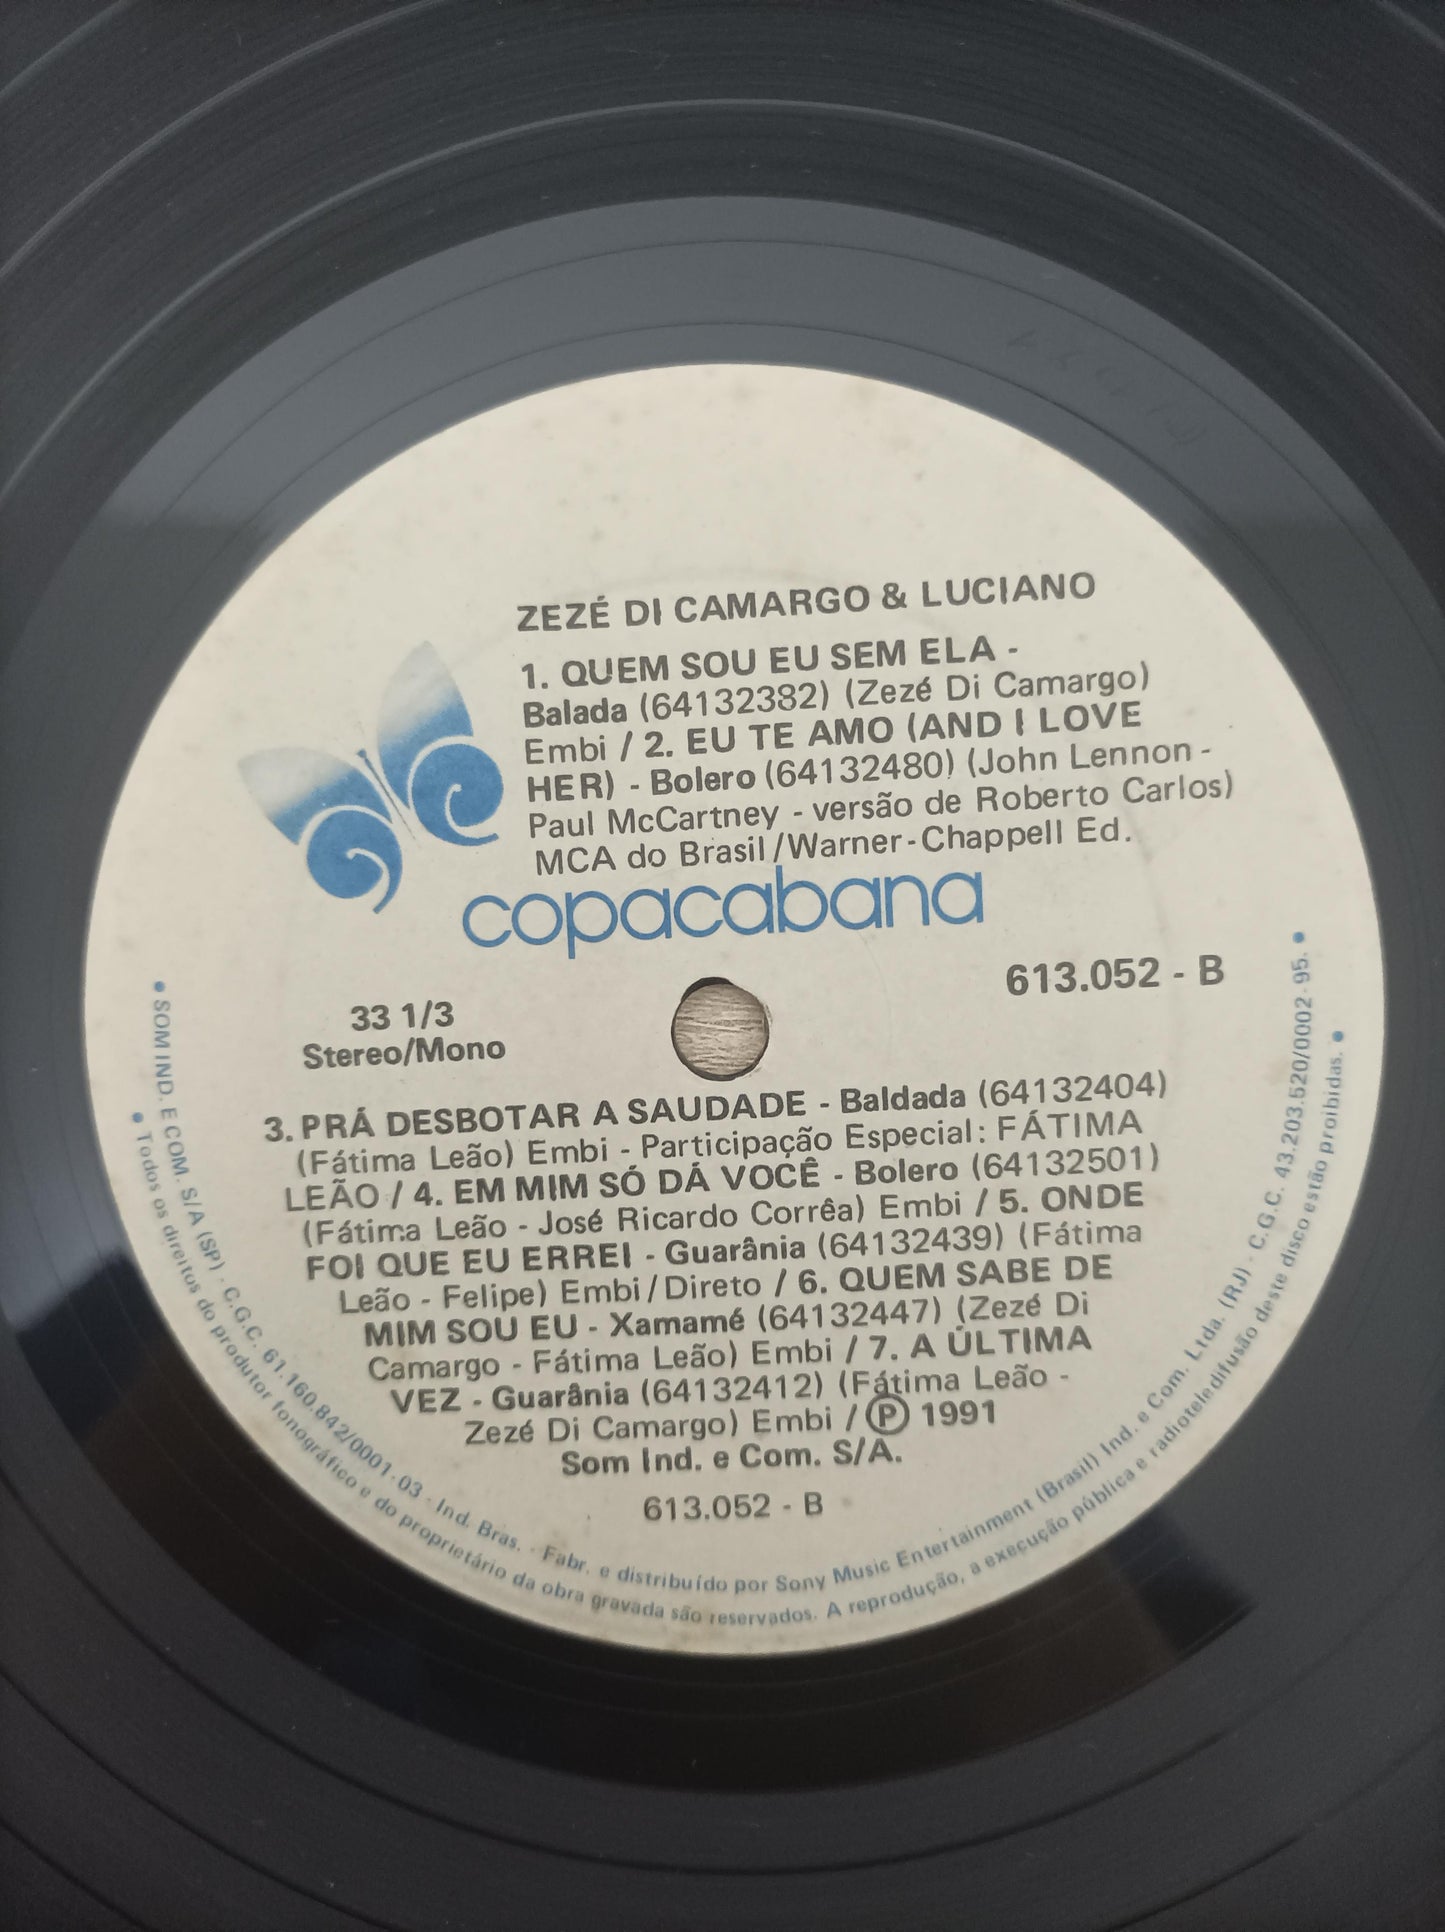 ZEZÉ DI CAMARGO & LUCIANO
1. QUEM SOU EU SEM ELA -
Balada (64132382) (Zezé Di Camargo)
Embi / 2. EU TE AMO (AND I LOVE
HER) - Bolero (64132480) (John Lennon -
Paul McCartney - versão de Roberto Carlos)
MCA do Brasil/Warner-Chappell Ed.
copacabana
613.052 - B
33 1/3
Stereo/Mono
3. PRÁ DESBOTAR A SAUDADE - Baldada (64132404)
(Fátima Leão) Embi - Participação Especial: FÁTIMA
LEÃO / 4. EM MIM SÓ DÁ VOCÊ - Bolero (64132501)
(Fátima Leão - José Ricardo Corrêa) Embi / 5. ONDE
FOI QUE EU ERREI - Guarânia (64132439) (Fátima
Leão - Felipe) Embi/Direto / 6. QUEM SABE DE
MIM SOU EU - Xamamé (64132447) (Zezé Di
Camargo - Fátima Leão) Embi / 7. A ÚLTIMA
VEZ - Guarânia (64132412) (Fátima Leão -
Zezé Di Camargo) Embi / Ⓟ 1991
Som Ind. e Com. S/A.
613.052 - B
• SOM IND. E COM. S/A (SP) - C.G.C. 61.160.842/0001-03 - Ind. Bras. - Fabr. e distribuído por Sony Music Entertainment (Brasil) Ind. e Com. Ltda. (RJ) - C.G.C. 43.203.520/0002-95. •
• Todos os direitos do produtor fonográfico e do proprietário da obra gravada são reservados. A reprodução, a execução pública e radioteledifusão deste disco estão proibidas. •